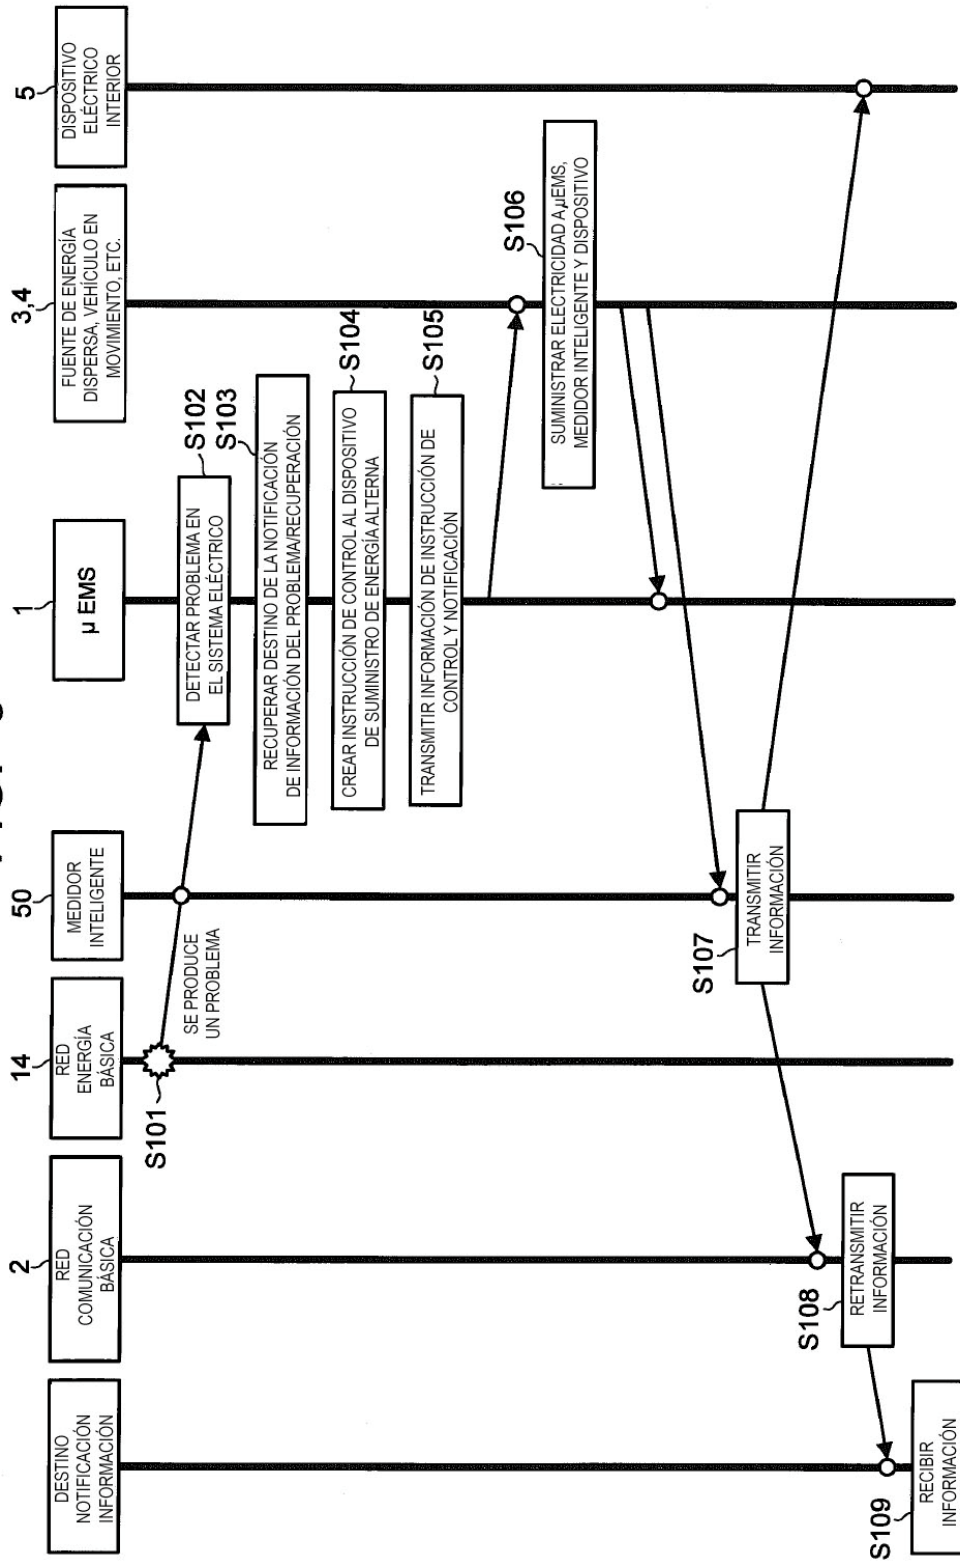 2
14
50
1
3,4
5
DESTINO
NOTIFICACIÓN
INFORMACIÓN
RED
COMUNICACIÓN
BÁSICA
RED
ENERGÍA
BÁSICA
MEDIDOR
INTELIGENTE
µ EMS
FUENTE DE ENERGÍA
DISPERSA, VEHÍCULO EN
MOVIMIENTO, ETC.
DISPOSITIVO
ELÉCTRICO
INTERIOR
S101
SE PRODUCE
UN PROBLEMA
S102
DETECTAR PROBLEMA EN
EL SISTEMA ELÉCTRICO
S103
RECUPERAR DESTINO DE LA NOTIFICACIÓN
DE INFORMACIÓN DEL PROBLEMA/RECUPERACIÓN
S104
CREAR INSTRUCCIÓN DE CONTROL AL DISPOSITIVO
DE SUMINISTRO DE ENERGÍA ALTERNA
S105
TRANSMITIR INFORMACIÓN DE INSTRUCCIÓN DE
CONTROL Y NOTIFICACIÓN
S106
SUMINISTRAR ELECTRICIDAD A µEMS,
MEDIDOR INTELIGENTE Y DISPOSITIVO
S107
TRANSMITIR
INFORMACIÓN
S108
RETRANSMITIR
INFORMACIÓN
S109
RECIBIR
INFORMACIÓN